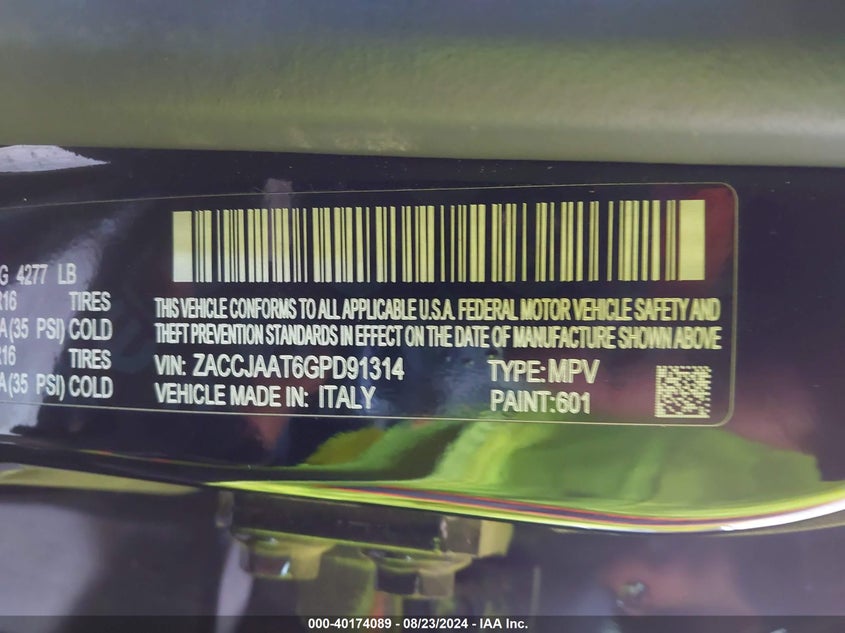 G 4277 LB
R16 TIRES
A (35 PSI) COLD
R16 TIRES
A (35 PSI) COLD
THIS VEHICLE CONFORMS TO ALL APPLICABLE U.S.A. FEDERAL MOTOR VEHICLE SAFETY AND
THEFT PREVENTION STANDARDS IN EFFECT ON THE DATE OF MANUFACTURE SHOWN ABOVE
VIN: ZACCJAAT6GPD91314 TYPE: MPV
VEHICLE MADE IN: ITALY PAINT:601
000-40174089 - 08/23/2024 - IAA Inc.